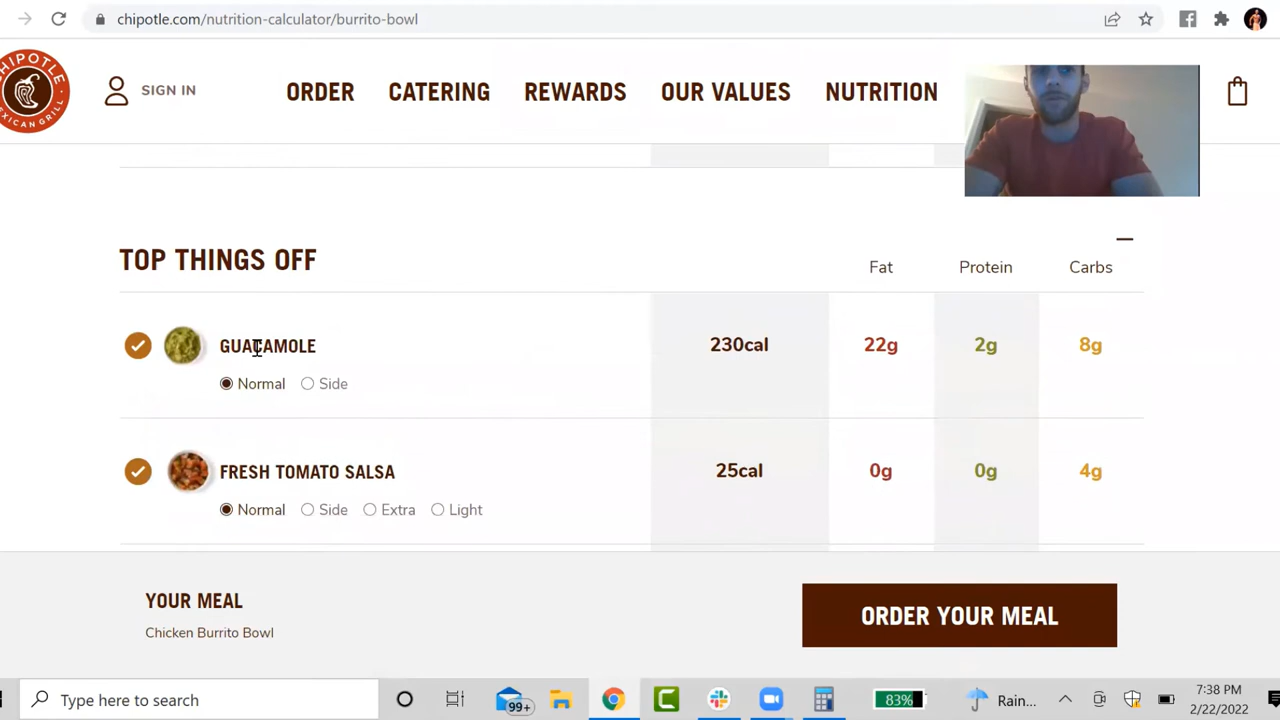 chipotle.com/nutrition-calculator/burrito-bowl
CHIPOTLE
MEXICAN GRILL
SIGN IN
ORDER
CATERING
REWARDS
OUR VALUES
NUTRITION
TOP THINGS OFF
Fat
Protein
Carbs
GUACAMOLE
230cal
22g
2g
8g
Normal
Side
FRESH TOMATO SALSA
25cal
0g
0g
4g
Normal
Side
Extra
Light
YOUR MEAL
Chicken Burrito Bowl
ORDER YOUR MEAL
Type here to search
99+
83%
Rain...
7:38 PM
2/22/2022